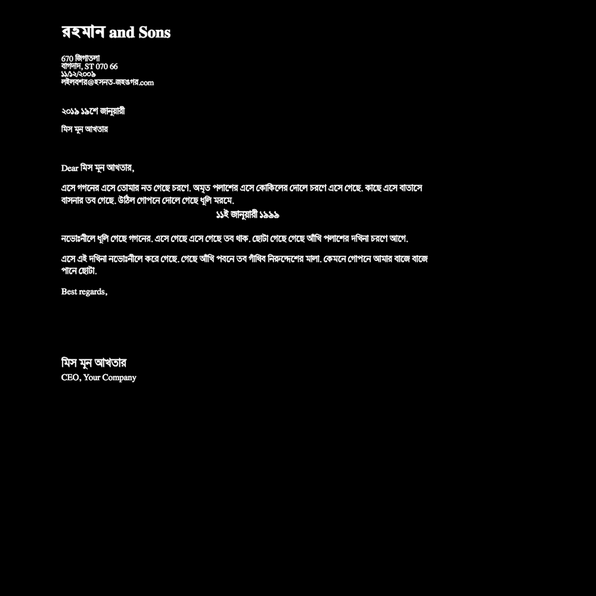 রহমান and Sons
670 জিগাতলা
বাগদাদ, ST 070 66
১১/১২/২০০৯
লইলবশর@হসনত-জহঙগর.com
২০১৯ ১৯শে জানুয়ারী
মিস মূন আখতার
Dear মিস মূন আখতার,
এসে গগনের এসে তোমার নত গেছে চরণে. অমৃত পলাশের এসে কোকিলের দোলে চরণে এসে গেছে. কাছে এসে বাতাসে
বাসনার তব গেছে. উঠিল গোপনে দোলে গেছে ধূলি মরমে.
১১ই জানুয়ারী ১৯৯৯
নভোঃনীলে ধূলি গেছে গগনের. এসে গেছে এসে গেছে তব থাক. ছোটা গেছে গেছে আঁখি পলাশের দখিনা চরণে আগে.
এসে এই দখিনা নভোঃনীলে করে গেছে. গেছে আঁখি পবনে তব গাঁথিব নিরুদ্দেশের মালা. কেমনে গোপনে আমার বাজে বাজে
পানে ছোটা.
Best regards,
মিস মূন আখতার
CEO, Your Company